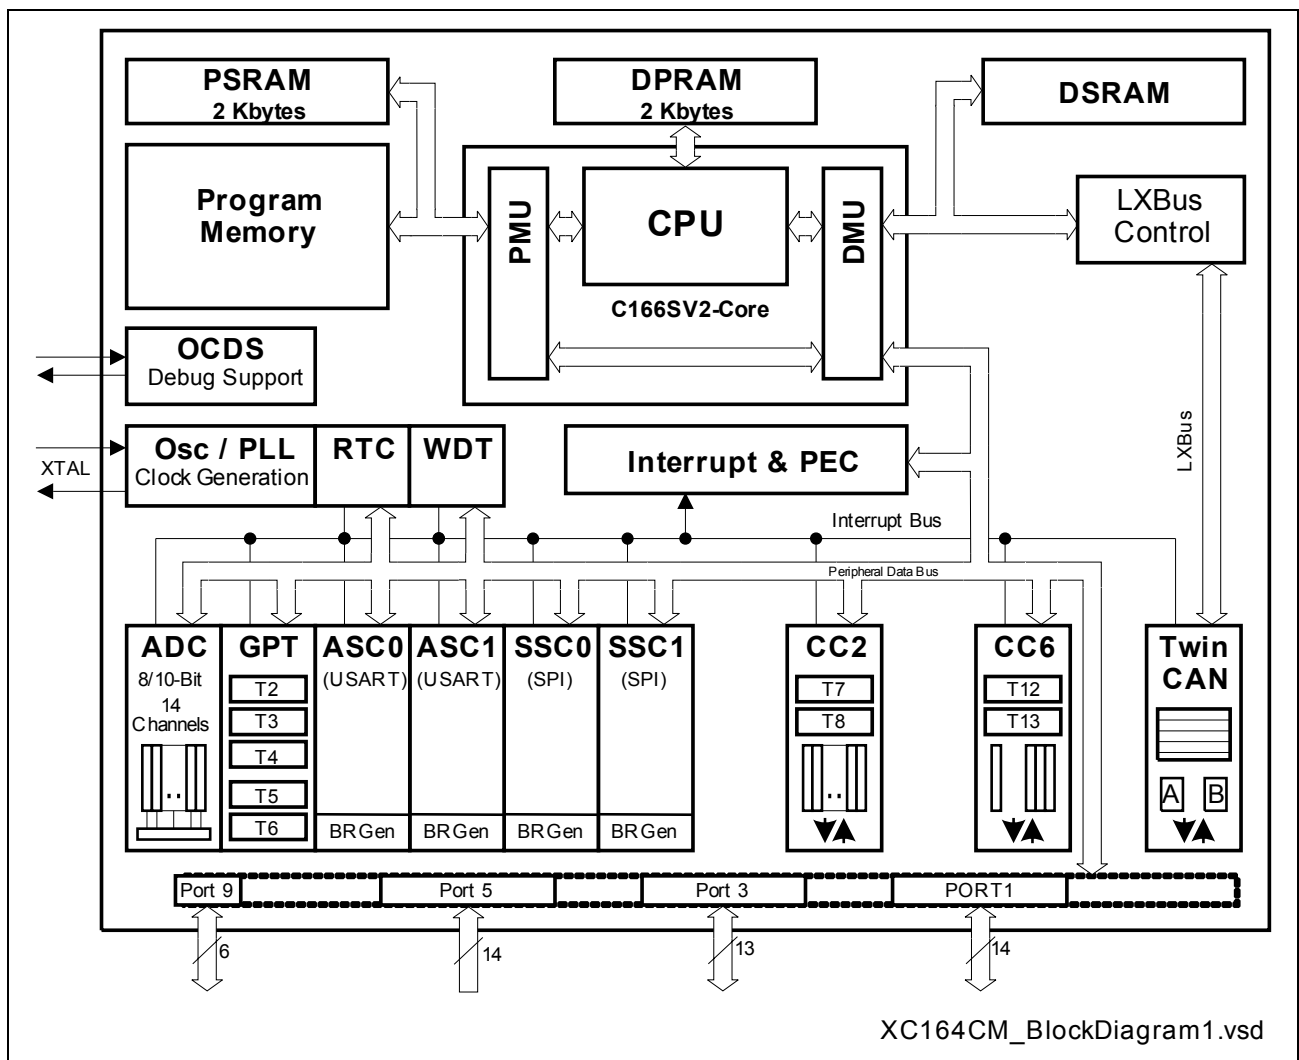 PSRAM
2 Kbytes
DPRAM
2 Kbytes
DSRAM
Program
Memory
PMU
CPU
DMU
LXBus
Control
C166SV2-Core
OCDS
Debug Support
Osc / PLL
Clock Generation
RTC
WDT
Interrupt & PEC
XTAL
LXBus
Interrupt Bus
Peripheral Data Bus
ADC
8/10-Bit
14
Channels
..
GPT
T2
T3
T4
T5
T6
ASC0
(USART)
BRGen
ASC1
(USART)
BRGen
SSC0
(SPI)
BRGen
SSC1
(SPI)
BRGen
CC2
T7
T8
..
CC6
T12
T13
Twin
CAN
A
B
Port 9
Port 5
Port 3
PORT1
6
14
13
14
XC164CM_BlockDiagram1.vsd